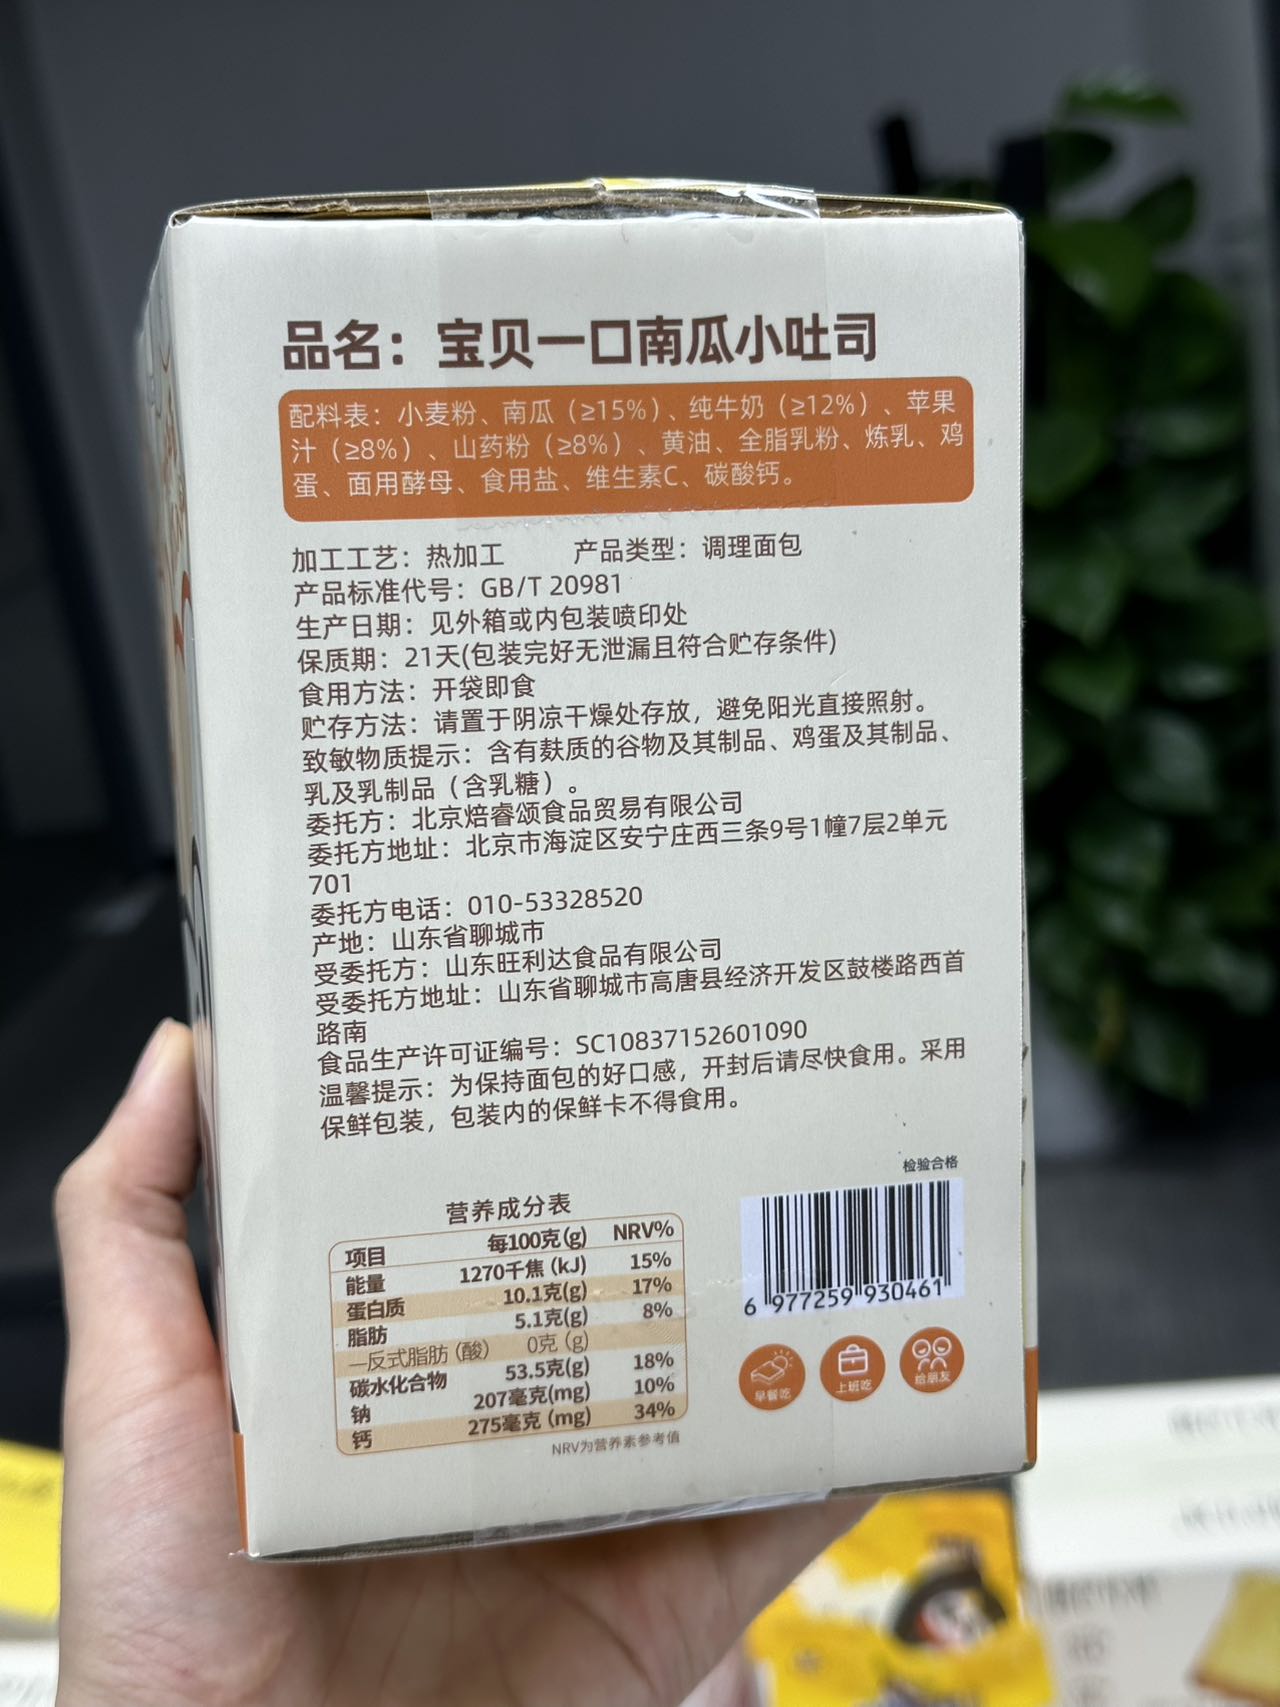 品名：宝贝一口南瓜小吐司
配料表：小麦粉、南瓜（≥15%）、纯牛奶（≥12%）、苹果
汁（≥8%）、山药粉（≥8%）、黄油、全脂乳粉、炼乳、鸡
蛋、面用酵母、食用盐、维生素C、碳酸钙。
加工工艺：热加工 产品类型：调理面包
产品标准代号：GB/T 20981
生产日期：见外箱或内包装喷印处
保质期：21天(包装完好无泄漏且符合贮存条件)
食用方法：开袋即食
贮存方法：请置于阴凉干燥处存放，避免阳光直接照射。
致敏物质提示：含有麸质的谷物及其制品、鸡蛋及其制品、
乳及乳制品（含乳糖）。
委托方：北京焙睿颂食品贸易有限公司
委托方地址：北京市海淀区安宁庄西三条9号1幢7层2单元
701
委托方电话：010-53328520
产地：山东省聊城市
受委托方：山东旺利达食品有限公司
受委托方地址：山东省聊城市高唐县经济开发区鼓楼路西首
路南
食品生产许可证编号：SC10837152601090
温馨提示：为保持面包的好口感，开封后请尽快食用。采用
保鲜包装，包装内的保鲜卡不得食用。
检验合格
营养成分表
项目 每100克(g) NRV%
能量 1270千焦（kJ） 15%
蛋白质 10.1克(g) 17%
脂肪 5.1克(g) 8%
—反式脂肪（酸） 0克（g）
碳水化合物 53.5克(g) 18%
钠 207毫克(mg) 10%
钙 275毫克（mg） 34%
NRV为营养素参考值
6 977259 930461
早餐吃
上班吃
给朋友